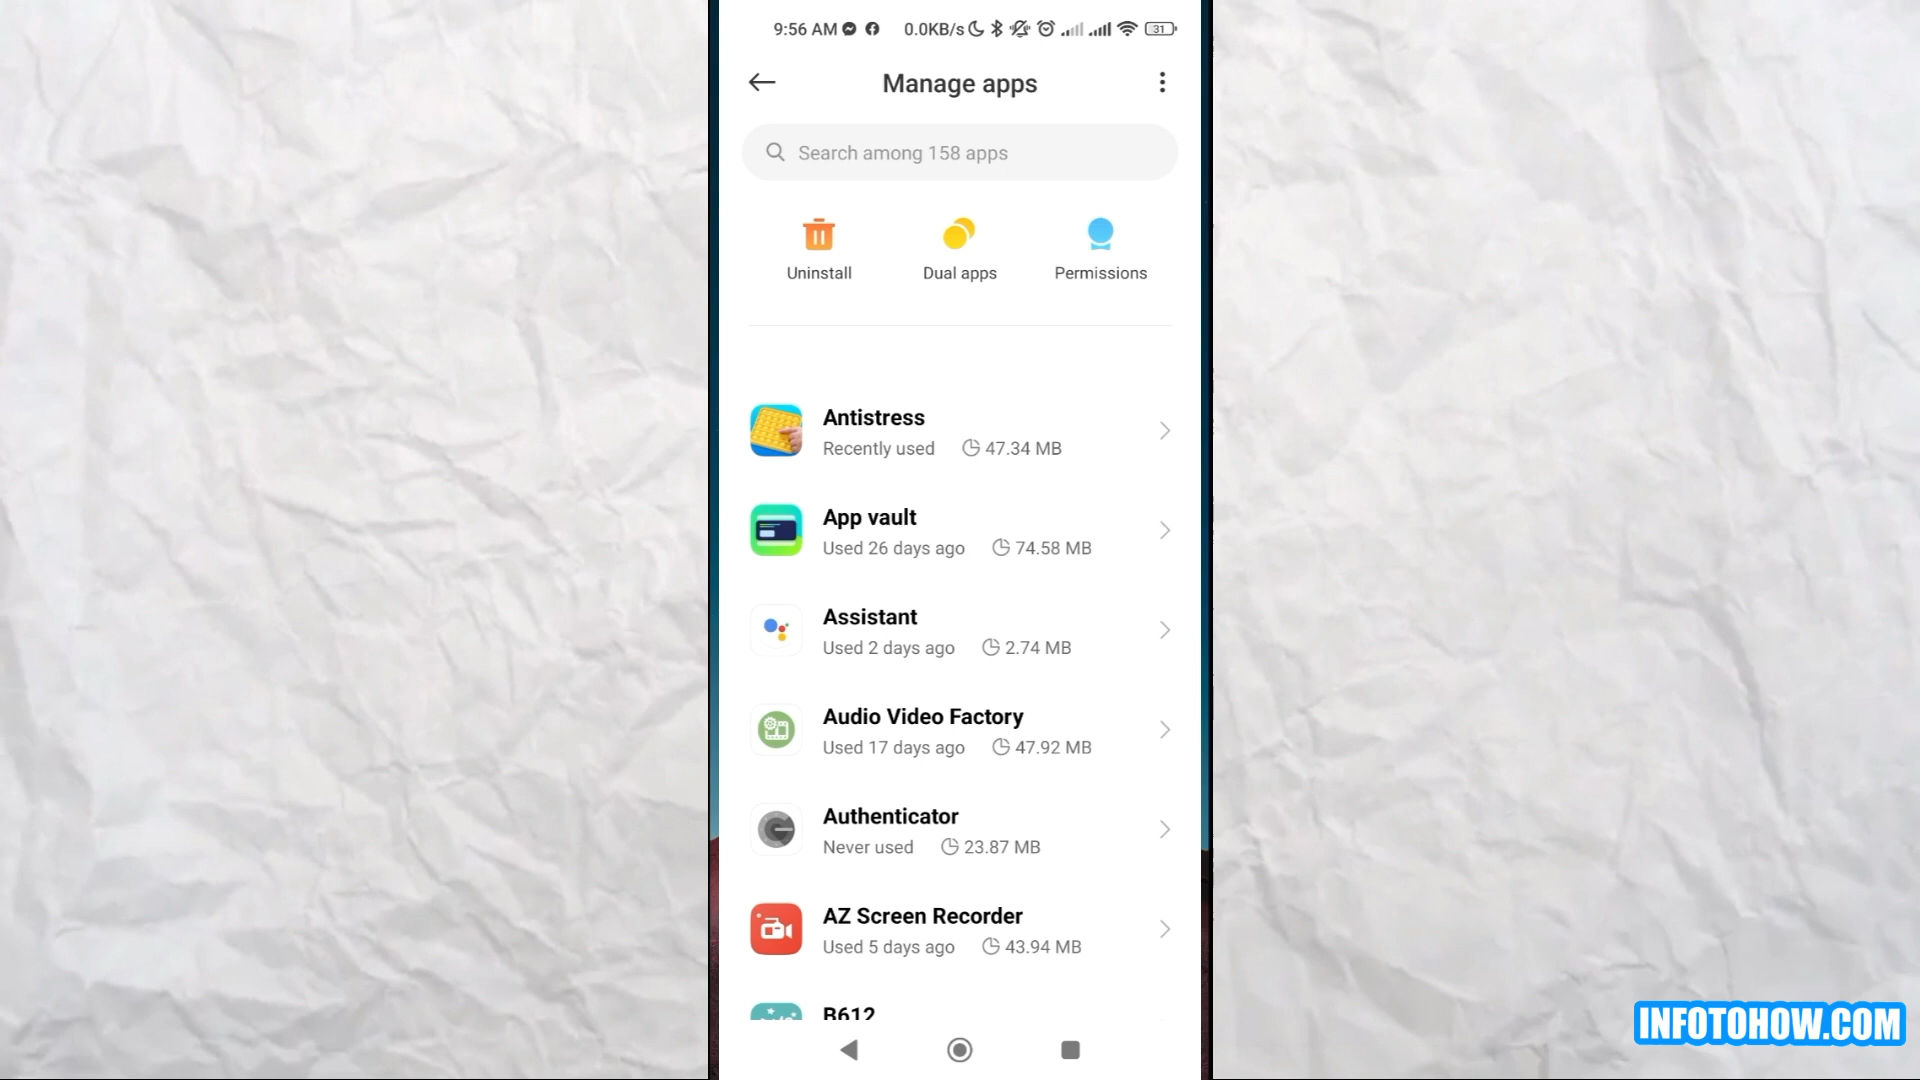 9:56 AM 0.0KB/s 31
Manage apps
Search among 158 apps
Uninstall Dual apps Permissions
Antistress
Recently used 47.34 MB
App vault
Used 26 days ago 74.58 MB
Assistant
Used 2 days ago 2.74 MB
Audio Video Factory
Used 17 days ago 47.92 MB
Authenticator
Never used 23.87 MB
AZ Screen Recorder
Used 5 days ago 43.94 MB
B612
INFOTOHOW.COM